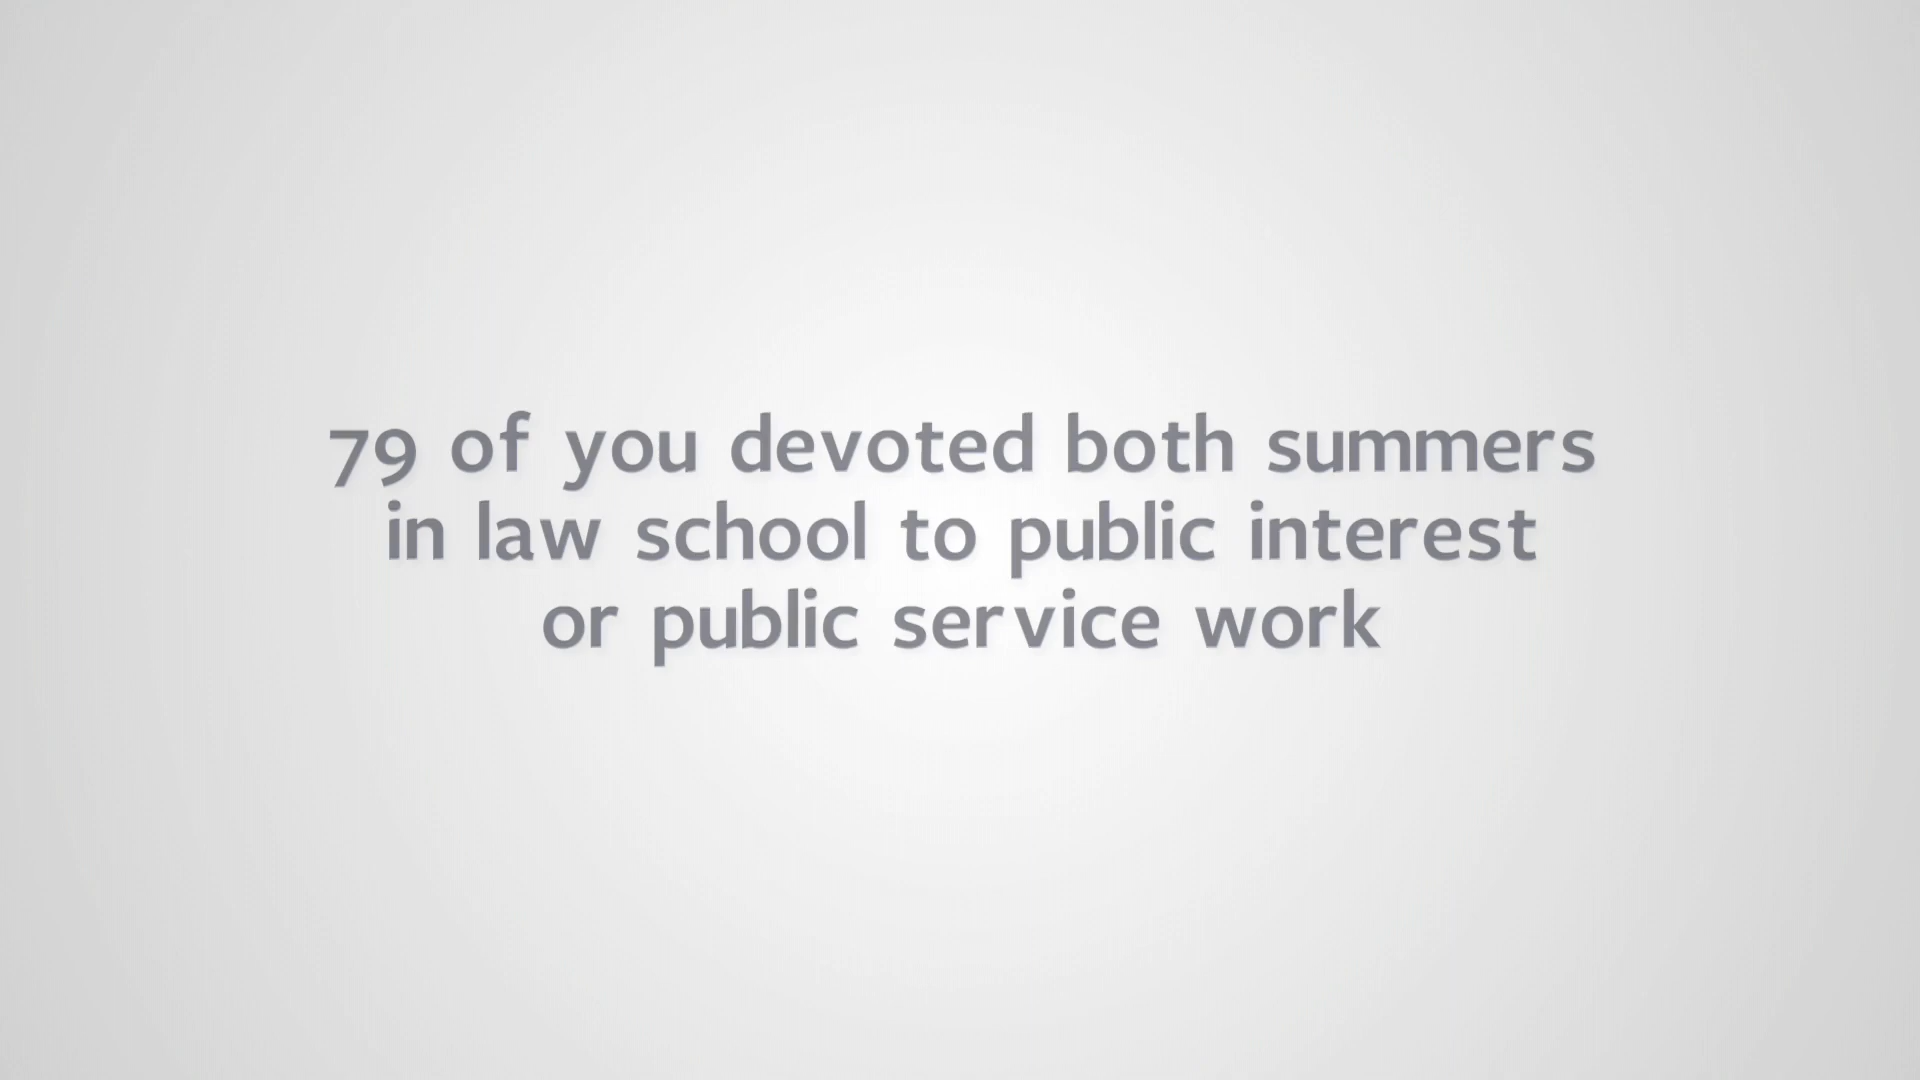 79 of you devoted both summers
in law school to public interest
or public service work